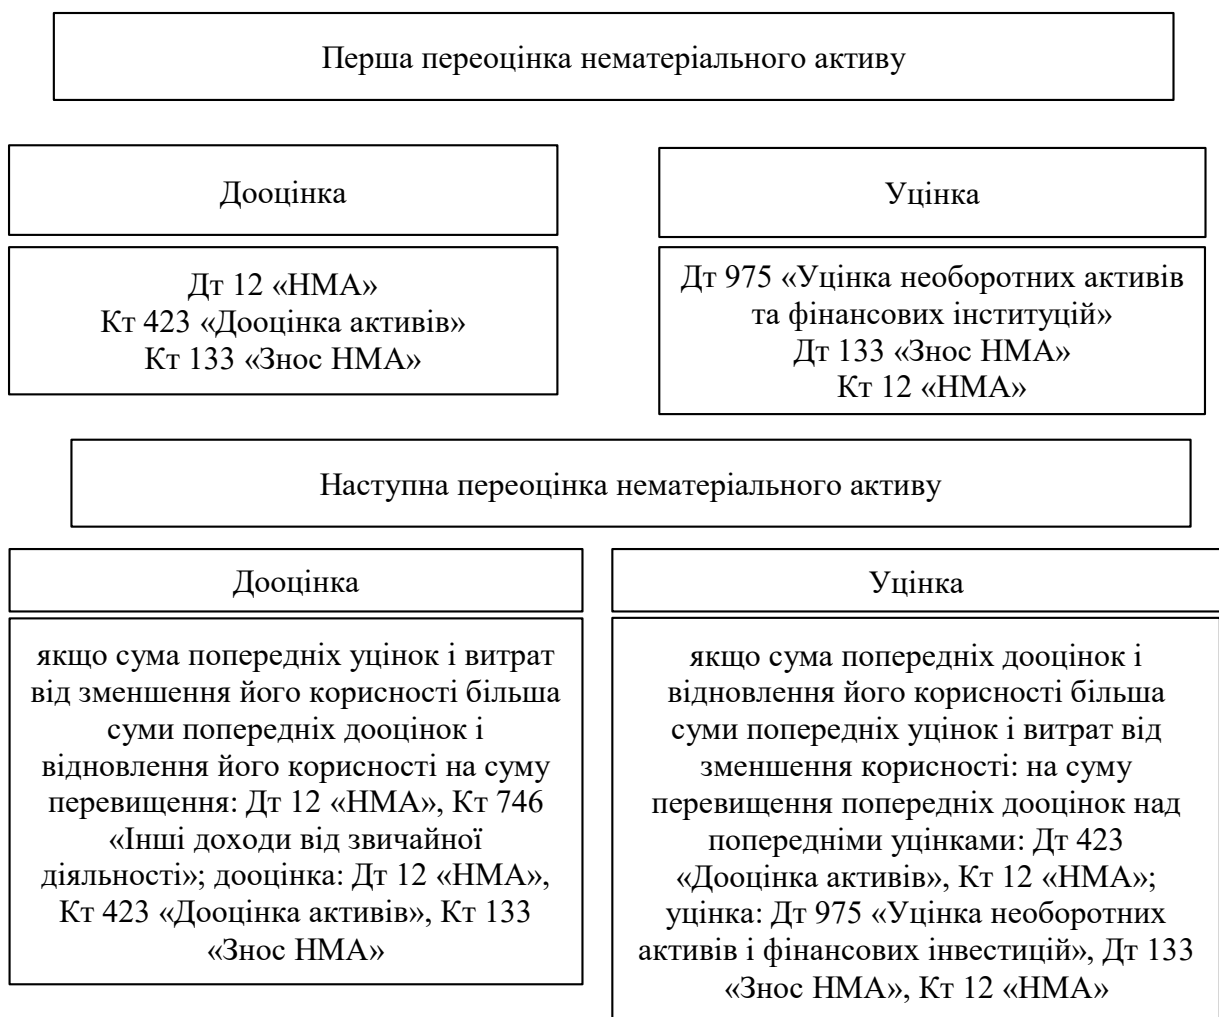 Перша переоцінка нематеріального активу
Дооцінка
Дт 12 «НМА»
Кт 423 «Дооцінка активів»
Кт 133 «Знос НМА»
Уцінка
Дт 975 «Уцінка необоротних активів
та фінансових інституцій»
Дт 133 «Знос НМА»
Кт 12 «НМА»
Наступна переоцінка нематеріального активу
Дооцінка
якщо сума попередніх уцінок і витрат
від зменшення його корисності більша
суми попередніх дооцінок і
відновлення його корисності на суму
перевищення: Дт 12 «НМА», Кт 746
«Інші доходи від звичайної
діяльності»; дооцінка: Дт 12 «НМА»,
Кт 423 «Дооцінка активів», Кт 133
«Знос НМА»
Уцінка
якщо сума попередніх дооцінок і
відновлення його корисності більша
суми попередніх уцінок і витрат від
зменшення корисності: на суму
перевищення попередніх дооцінок над
попередніми уцінками: Дт 423
«Дооцінка активів», Кт 12 «НМА»;
уцінка: Дт 975 «Уцінка необоротних
активів і фінансових інвестицій», Дт 133
«Знос НМА», Кт 12 «НМА»